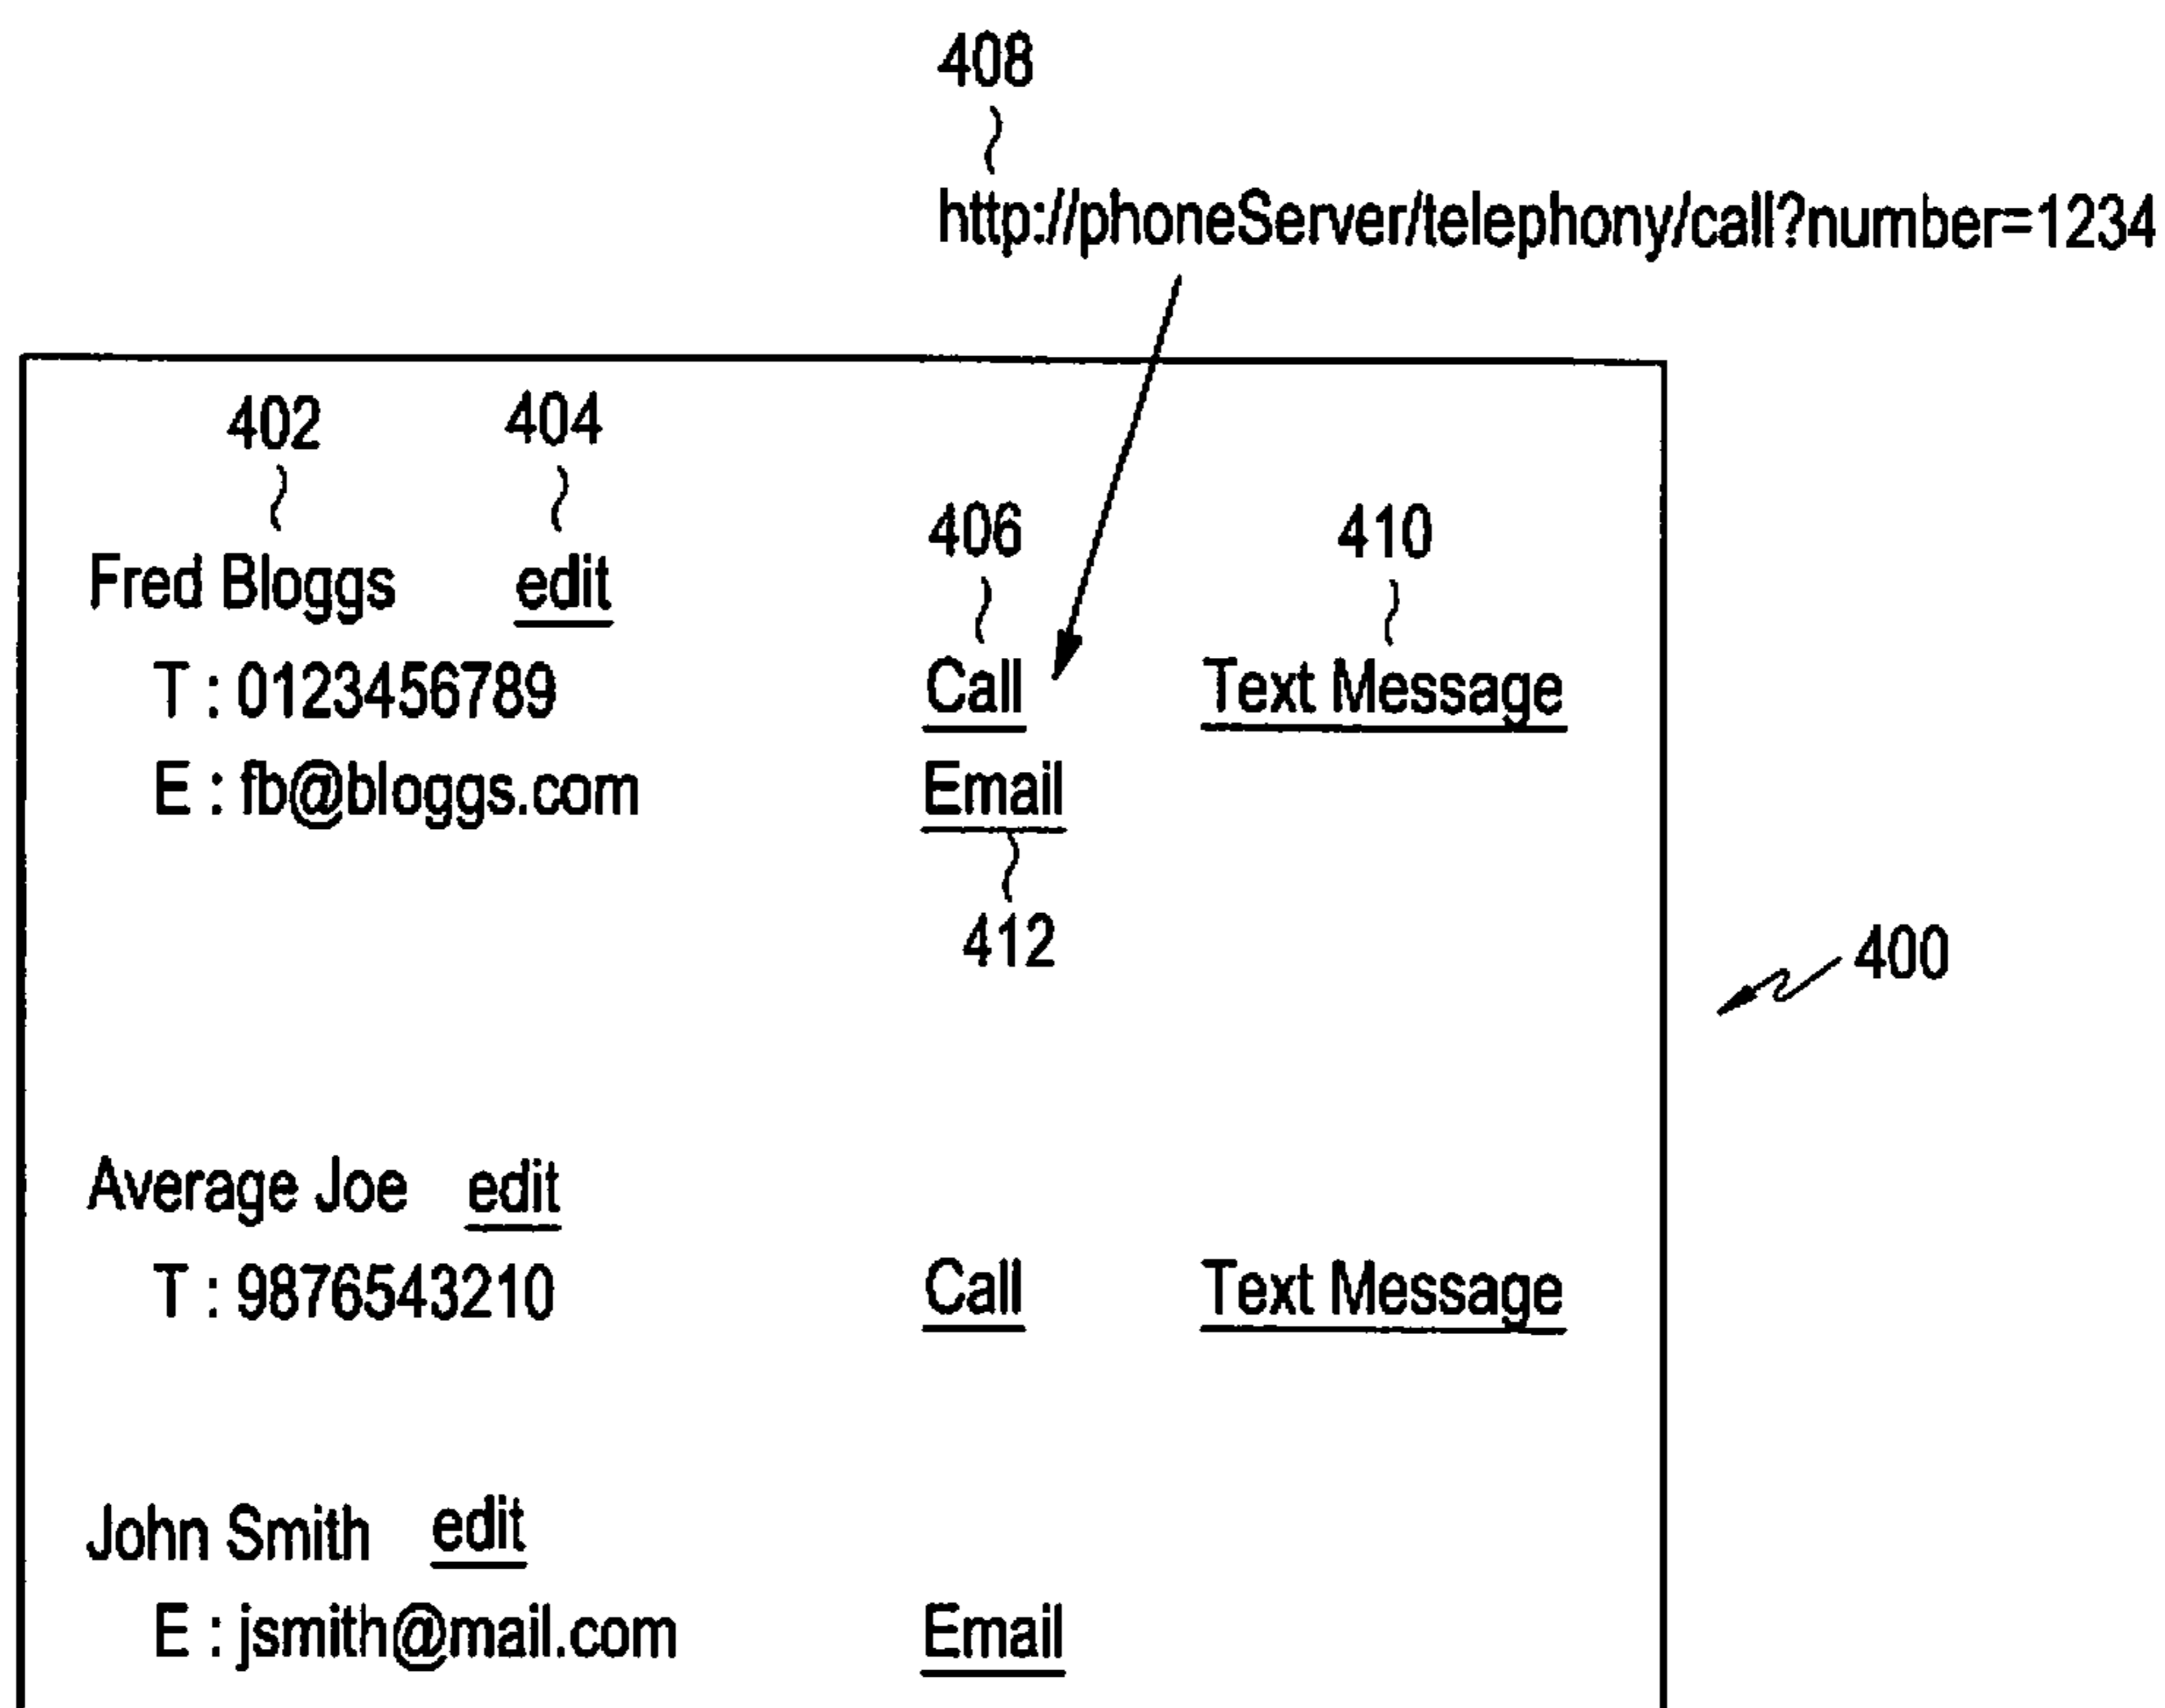 408
http://phoneServer/telephony/call?number=1234
402 404
406 410
Fred Bloggs edit
T : 0123456789 Call Text Message
E : fb@bloggs.com Email
412
400
Average Joe edit
T : 9876543210 Call Text Message
John Smith edit
E : jsmith@mail.com Email